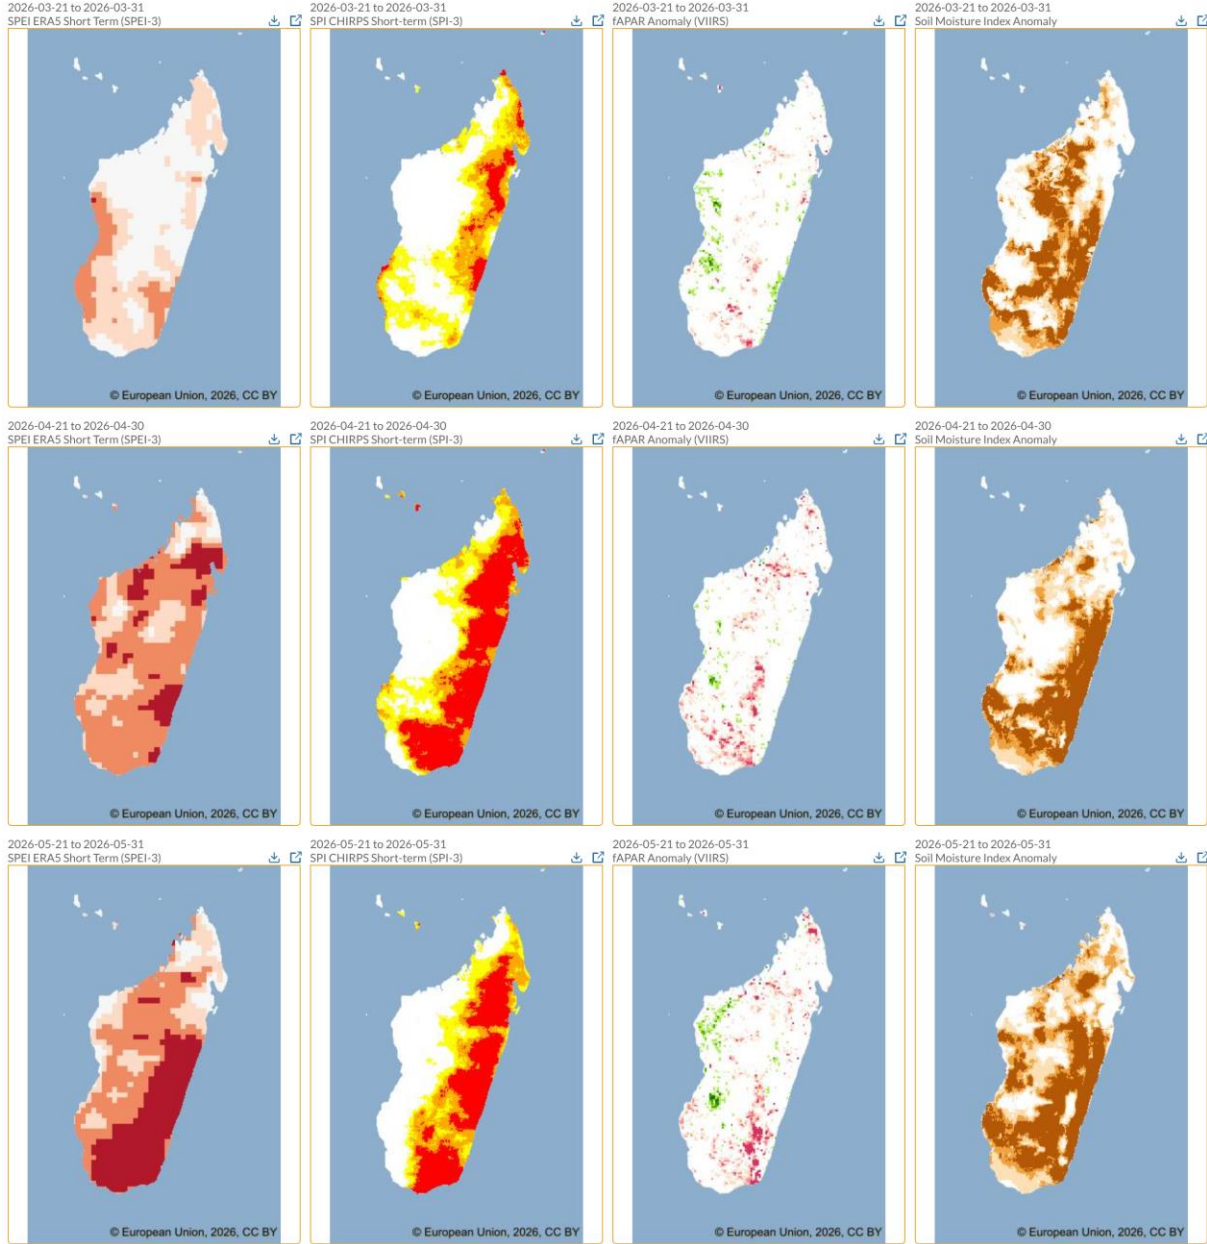 2026-03-21 to 2026-03-31
SPEI ERA5 Short Term (SPEI-3)
2026-03-21 to 2026-03-31
SPI CHIRPS Short-term (SPI-3)
2026-03-21 to 2026-03-31
fAPAR Anomaly (VIIRS)
2026-03-21 to 2026-03-31
Soil Moisture Index Anomaly
© European Union, 2026, CC BY
© European Union, 2026, CC BY
© European Union, 2026, CC BY
© European Union, 2026, CC BY
2026-04-21 to 2026-04-30
SPEI ERA5 Short Term (SPEI-3)
2026-04-21 to 2026-04-30
SPI CHIRPS Short-term (SPI-3)
2026-04-21 to 2026-04-30
fAPAR Anomaly (VIIRS)
2026-04-21 to 2026-04-30
Soil Moisture Index Anomaly
© European Union, 2026, CC BY
© European Union, 2026, CC BY
© European Union, 2026, CC BY
© European Union, 2026, CC BY
2026-05-21 to 2026-05-31
SPEI ERA5 Short Term (SPEI-3)
2026-05-21 to 2026-05-31
SPI CHIRPS Short-term (SPI-3)
2026-05-21 to 2026-05-31
fAPAR Anomaly (VIIRS)
2026-05-21 to 2026-05-31
Soil Moisture Index Anomaly
© European Union, 2026, CC BY
© European Union, 2026, CC BY
© European Union, 2026, CC BY
© European Union, 2026, CC BY